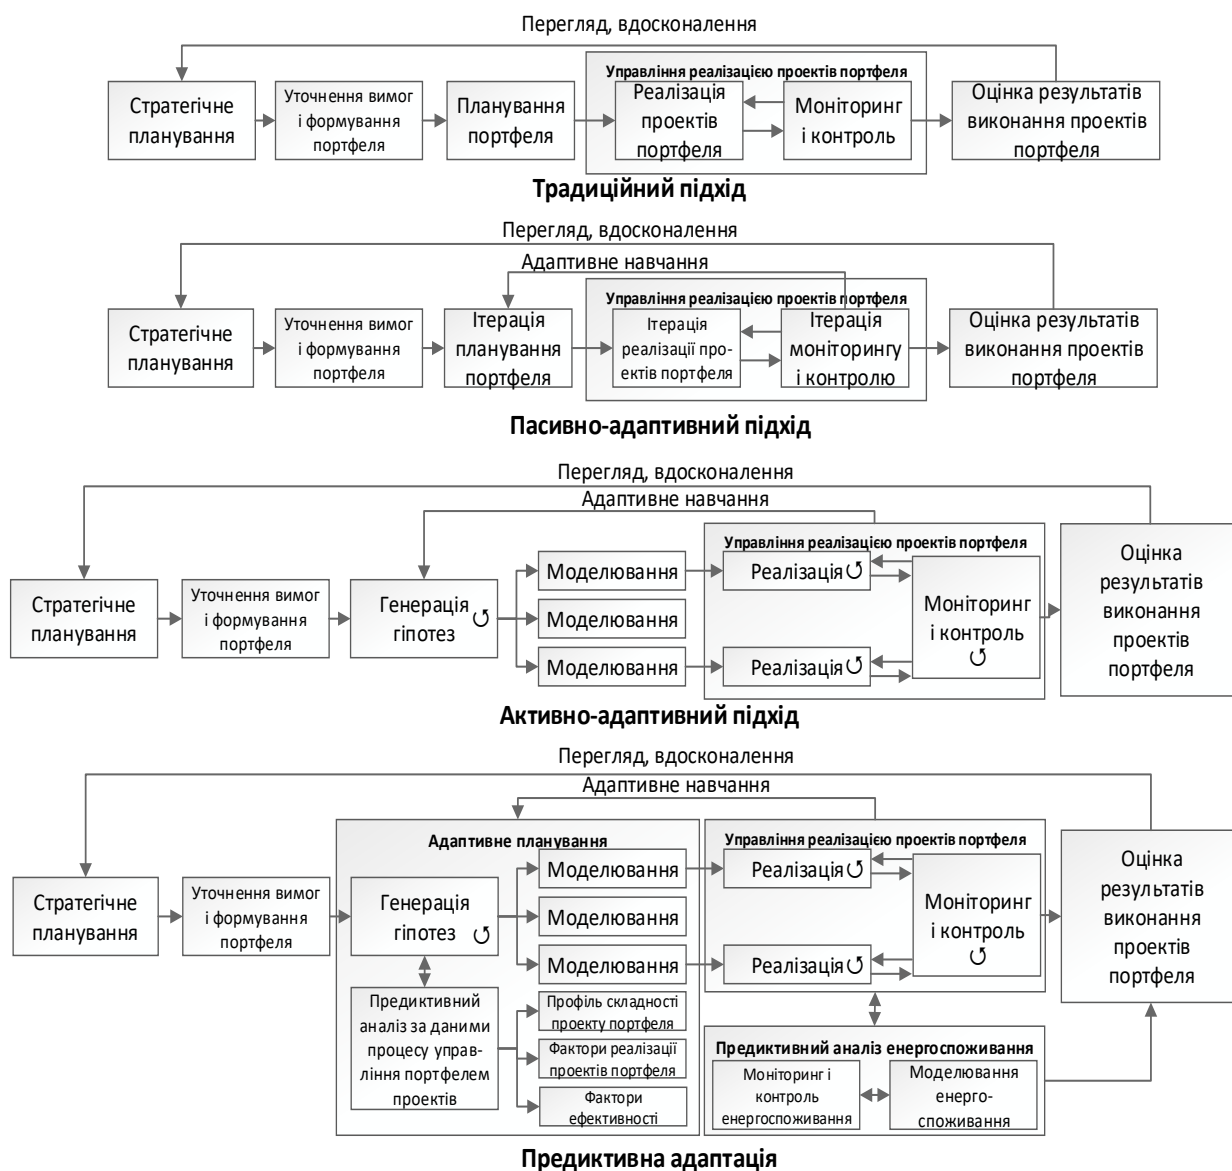 Перегляд, вдосконалення
Управління реалізацією проектів портфеля
Стратегічне
планування
Уточнення вимог
і формування
портфеля
Планування
портфеля
Реалізація
проектів
портфеля
Моніторинг
і контроль
Оцінка результатів
виконання проектів
портфеля
Традиційний підхід
Перегляд, вдосконалення
Адаптивне навчання
Управління реалізацією проектів портфеля
Стратегічне
планування
Уточнення вимог
і формування
портфеля
Ітерація
планування
портфеля
Ітерація
реалізації про-
ектів портфеля
Ітерація
моніторингу
і контролю
Оцінка результатів
виконання проектів
портфеля
Пасивно-адаптивний підхід
Перегляд, вдосконалення
Адаптивне навчання
Управління реалізацією проектів портфеля
Стратегічне
планування
Уточнення вимог
і формування
портфеля
Генерація
гіпотез
Моделювання
Моделювання
Моделювання
Реалізація
Реалізація
Моніторинг
і контроль
Оцінка
результатів
виконання
проектів
портфеля
Активно-адаптивний підхід
Перегляд, вдосконалення
Адаптивне навчання
Адаптивне планування
Управління реалізацією проектів портфеля
Стратегічне
планування
Уточнення вимог
і формування
портфеля
Генерація
гіпотез
Моделювання
Моделювання
Моделювання
Реалізація
Реалізація
Моніторинг
і контроль
Оцінка
результатів
виконання
проектів
портфеля
Предиктивний
аналіз за даними
процесу управ-
ління портфелем
проектів
Профіль складності
проекту портфеля
Фактори реалізації
проектів портфеля
Фактори
ефективності
Предиктивний аналіз енергоспоживання
Моніторинг і
контроль
енергоспоживання
Моделювання
енерго-
споживання
Предиктивна адаптація